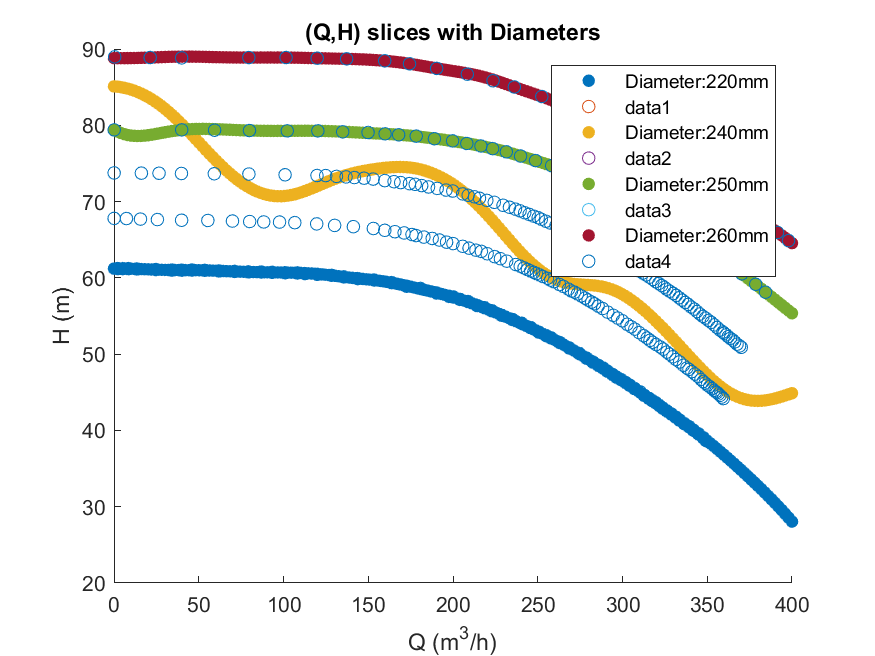 (Q,H) slices with Diameters
90
80
70
60
50
40
30
20
H (m)
Diameter:220mm
data1
Diameter:240mm
data2
Diameter:250mm
data3
Diameter:260mm
data4
0 50 100 150 200 250 300 350 400
Q (m³/h)